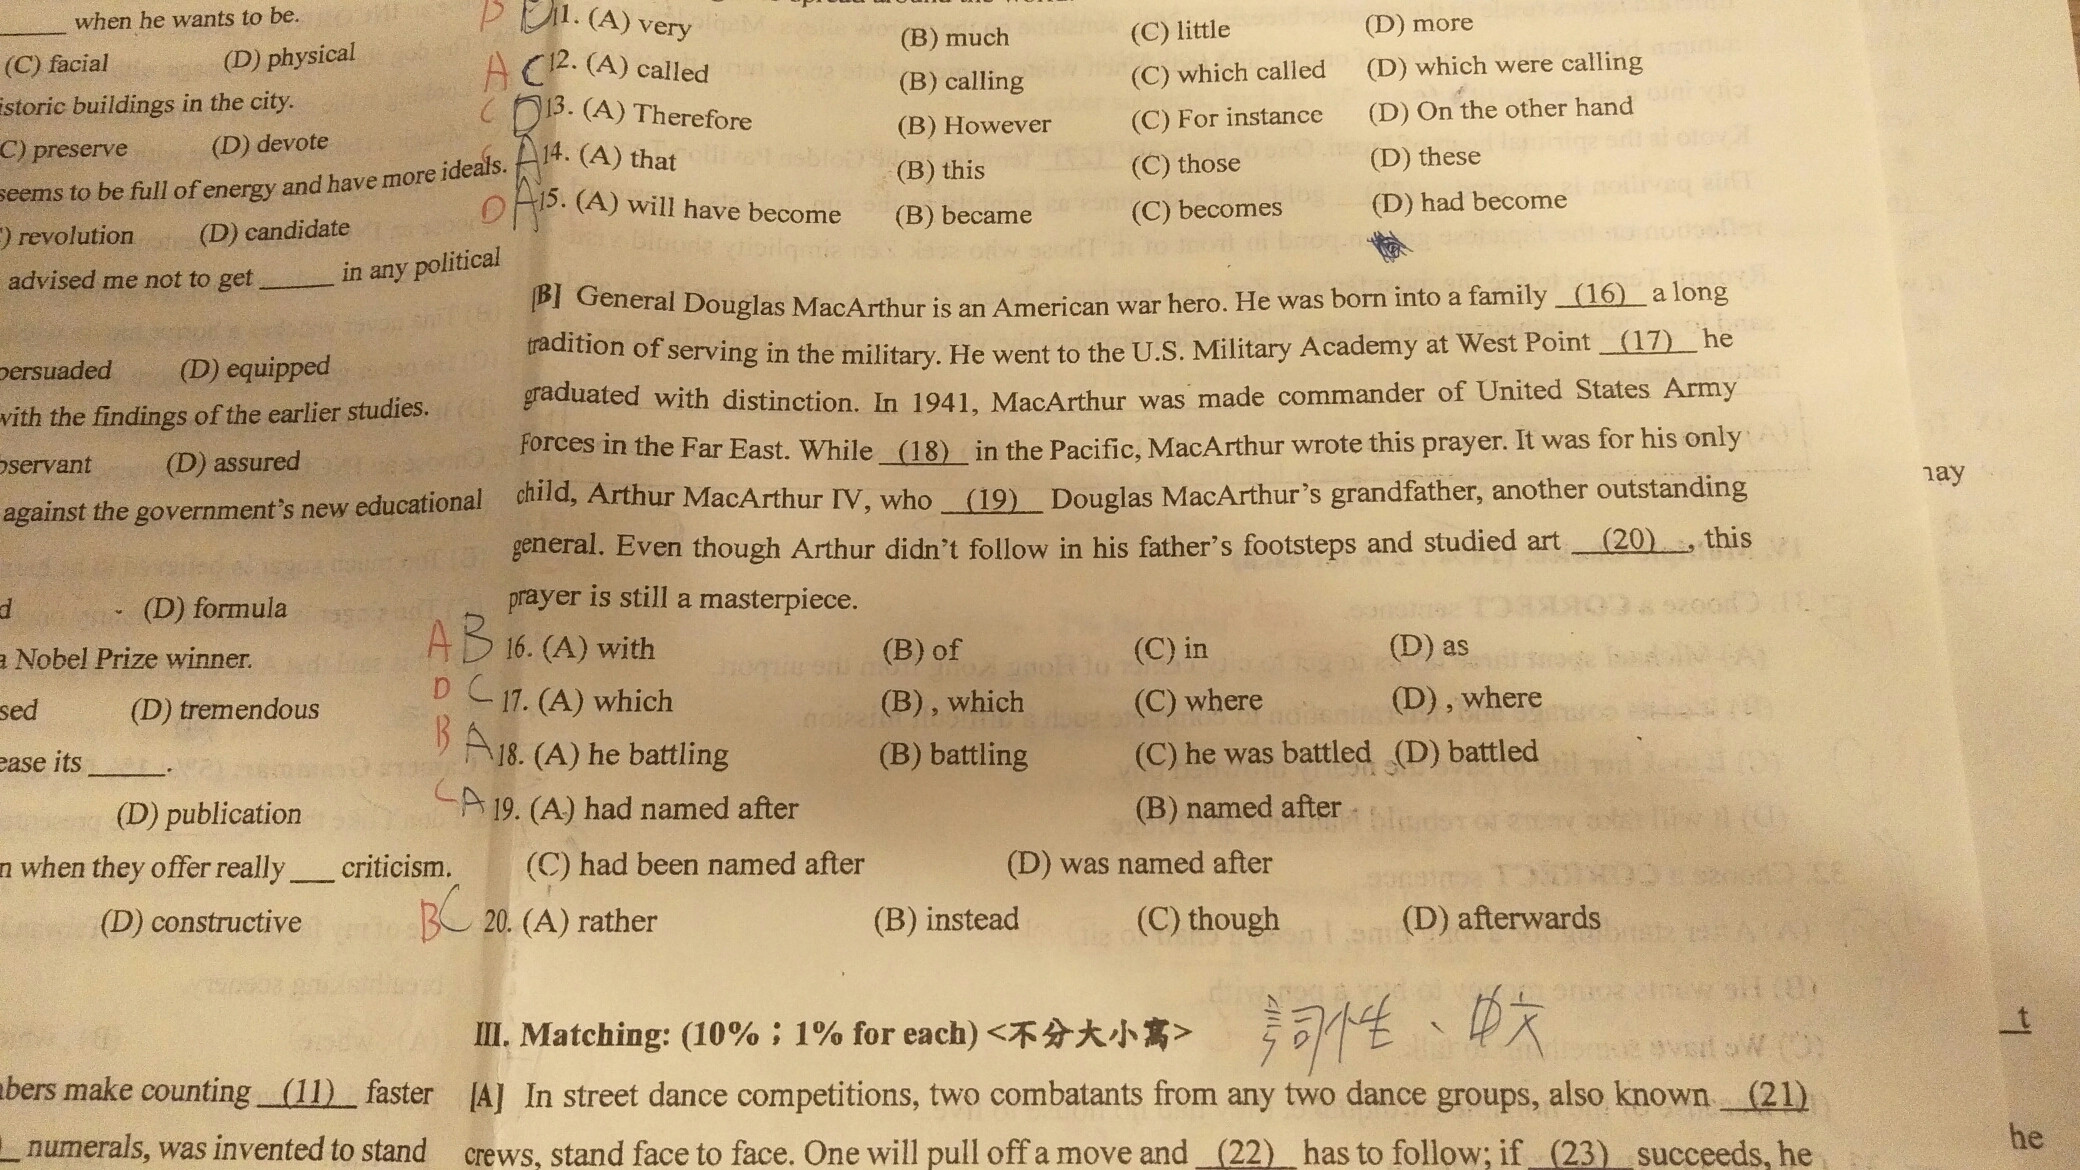 when he wants to be.
(C) facial (D) physical
istoric buildings in the city.
C) preserve (D) devote
seems to be full of energy and have more ideals.
) revolution (D) candidate
advised me not to get ______ in any political
persuaded (D) equipped
with the findings of the earlier studies.
bservant (D) assured
against the government's new educational
d (D) formula
a Nobel Prize winner.
sed (D) tremendous
ease its ______.
(D) publication
n when they offer really ___ criticism.
(D) constructive
bers make counting (11) faster
numerals, was invented to stand
B D 11. (A) very (B) much (C) little (D) more
A C 12. (A) called (B) calling (C) which called (D) which were calling
C D 13. (A) Therefore (B) However (C) For instance (D) On the other hand
C A 14. (A) that (B) this (C) those (D) these
D A 15. (A) will have become (B) became (C) becomes (D) had become
[B] General Douglas MacArthur is an American war hero. He was born into a family (16) a long
tradition of serving in the military. He went to the U.S. Military Academy at West Point (17) he
graduated with distinction. In 1941, MacArthur was made commander of United States Army
Forces in the Far East. While (18) in the Pacific, MacArthur wrote this prayer. It was for his only
child, Arthur MacArthur IV, who (19) Douglas MacArthur's grandfather, another outstanding
general. Even though Arthur didn't follow in his father's footsteps and studied art (20), this
prayer is still a masterpiece.
A B 16. (A) with (B) of (C) in (D) as
D C 17. (A) which (B) , which (C) where (D) , where
B A 18. (A) he battling (B) battling (C) he was battled (D) battled
C A 19. (A) had named after (B) named after
(C) had been named after (D) was named after
B C 20. (A) rather (B) instead (C) though (D) afterwards
III. Matching: (10%；1% for each) <不分大小寫>
詞性、中文
[A] In street dance competitions, two combatants from any two dance groups, also known (21)
crews, stand face to face. One will pull off a move and (22) has to follow; if (23) succeeds, he
t
he